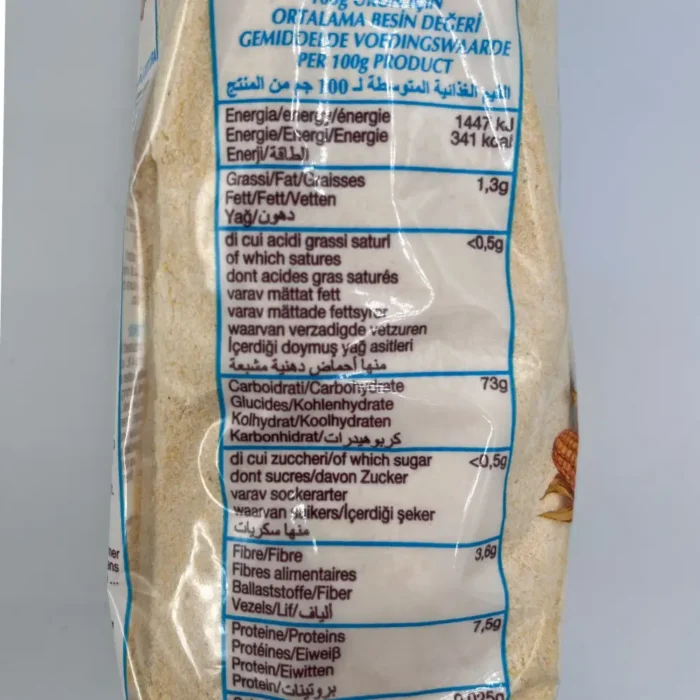 ORTALAMA BESİN DEĞERİ
GEMIDDELDE VOEDINGSWAARDE
PER 100g PRODUCT
القيم الغذائية المتوسطة لـ 100 جم من المنتج
Energia/energy/énergie 1447 kJ
Energie/Energi/Energie 341 kcal
Enerji/الطاقة
Grassi/Fat/Graisses 1,3g
Fett/Fett/Vetten
Yağ/دهون
di cui acidi grassi saturI <0,5g
of which satures
dont acides gras saturés
varav mättat fett
varav mättade fettsyror
waarvan verzadigde vetzuren
İçerdiği doymuş yağ asitleri
منها أحماض دهنية مشبعة
Carboidrati/Carbohydrate 73g
Glucides/Kohlenhydrate
Kolhydrat/Koolhydraten
Karbonhidrat/كربوهيدرات
di cui zuccheri/of which sugar <0,5g
dont sucres/davon Zucker
varav sockerarter
waarvan suikers/İçerdiği şeker
منها سكريات
Fibre/Fibre 3,6g
Fibres alimentaires
Ballaststoffe/Fiber
Vezels/Lif/ألياف
Proteine/Proteins 7,5g
Protéines/Eiweiß
Protein/Eiwitten
Protein/بروتينات
0,025g